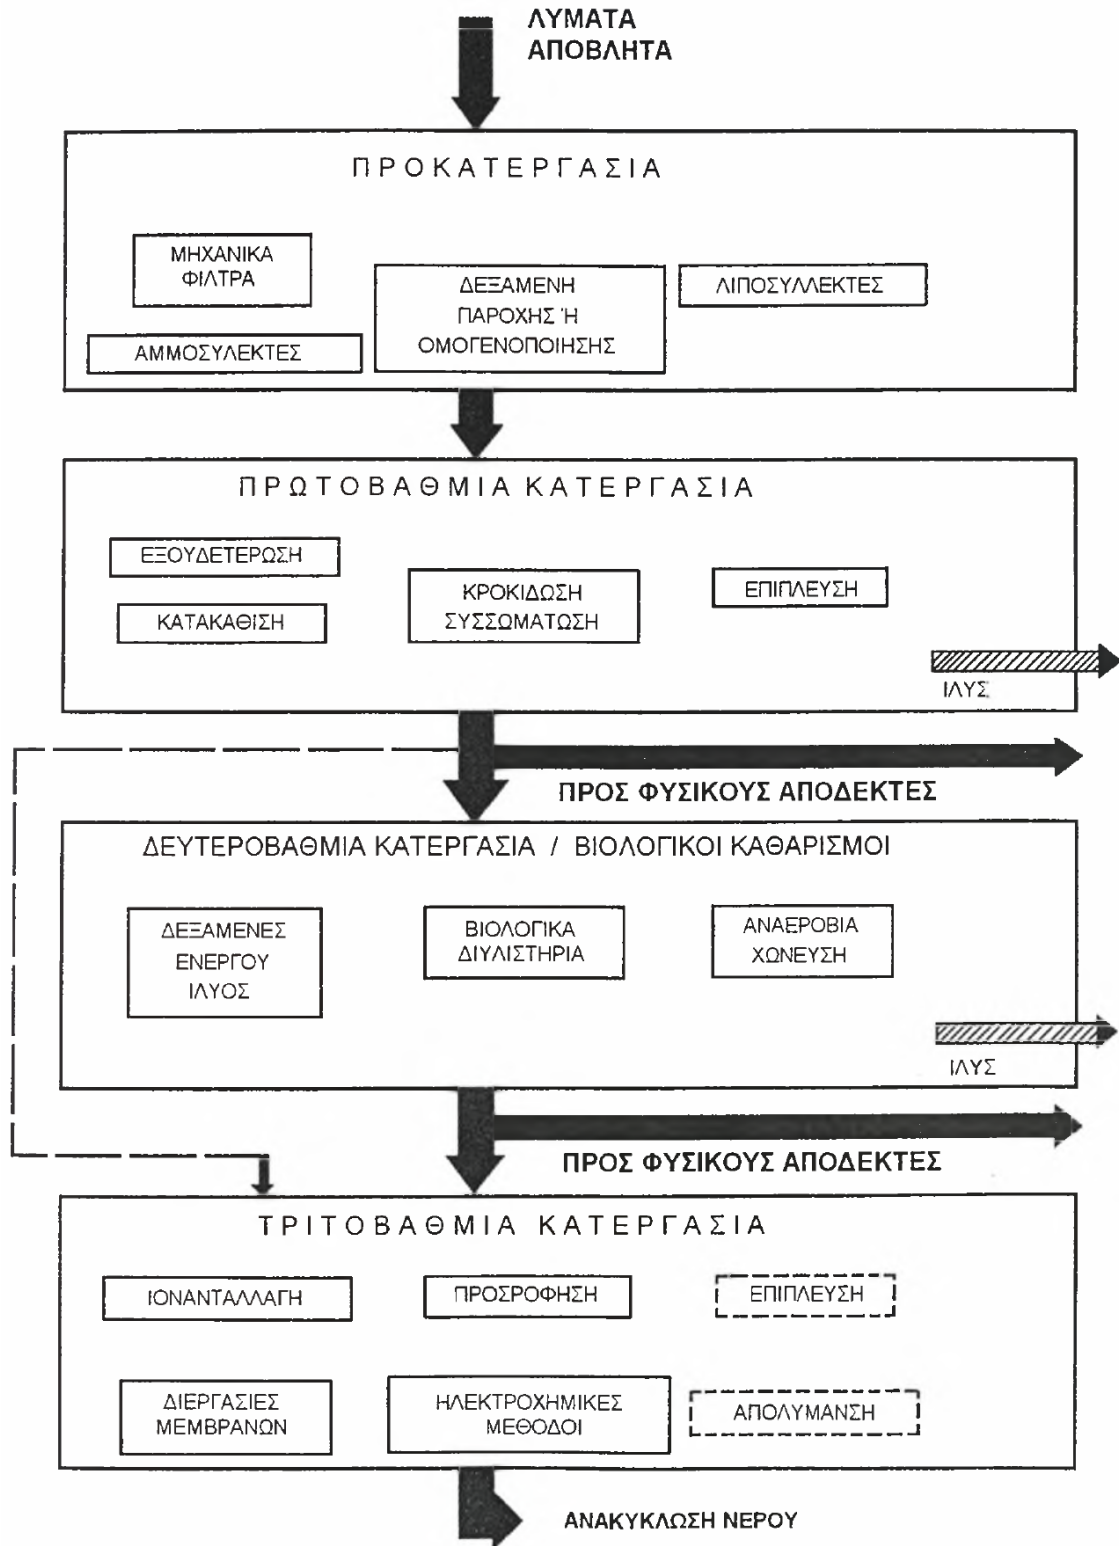 ΛΥΜΑΤΑ
ΑΠΟΒΛΗΤΑ
ΠΡΟΚΑΤΕΡΓΑΣΙΑ
ΜΗΧΑΝΙΚΑ
ΦΙΛΤΡΑ
ΔΕΞΑΜΕΝΗ
ΠΑΡΟΧΗΣ Ή
ΟΜΟΓΕΝΟΠΟΙΗΣΗΣ
ΛΙΠΟΣΥΛΛΕΚΤΕΣ
ΑΜΜΟΣΥΛΕΚΤΕΣ
ΠΡΩΤΟΒΑΘΜΙΑ ΚΑΤΕΡΓΑΣΙΑ
ΕΞΟΥΔΕΤΕΡΩΣΗ
ΚΑΤΑΚΑΘΙΣΗ
ΚΡΟΚΙΔΩΣΗ
ΣΥΣΣΩΜΑΤΩΣΗ
ΕΠΙΠΛΕΥΣΗ
ΙΛΥΣ
ΠΡΟΣ ΦΥΣΙΚΟΥΣ ΑΠΟΔΕΚΤΕΣ
ΔΕΥΤΕΡΟΒΑΘΜΙΑ ΚΑΤΕΡΓΑΣΙΑ / ΒΙΟΛΟΓΙΚΟΙ ΚΑΘΑΡΙΣΜΟΙ
ΔΕΞΑΜΕΝΕΣ
ΕΝΕΡΓΟΥ
ΙΛΥΟΣ
ΒΙΟΛΟΓΙΚΑ
ΔΙΥΛΙΣΤΗΡΙΑ
ΑΝΑΕΡΟΒΙΑ
ΧΩΝΕΥΣΗ
ΙΛΥΣ
ΠΡΟΣ ΦΥΣΙΚΟΥΣ ΑΠΟΔΕΚΤΕΣ
ΤΡΙΤΟΒΑΘΜΙΑ ΚΑΤΕΡΓΑΣΙΑ
ΙΟΝΑΝΤΑΛΛΑΓΗ
ΠΡΟΣΡΟΦΗΣΗ
ΕΠΙΠΛΕΥΣΗ
ΔΙΕΡΓΑΣΙΕΣ
ΜΕΜΒΡΑΝΩΝ
ΗΛΕΚΤΡΟΧΗΜΙΚΕΣ
ΜΕΘΟΔΟΙ
ΑΠΟΛΥΜΑΝΣΗ
ΑΝΑΚΥΚΛΩΣΗ ΝΕΡΟΥ